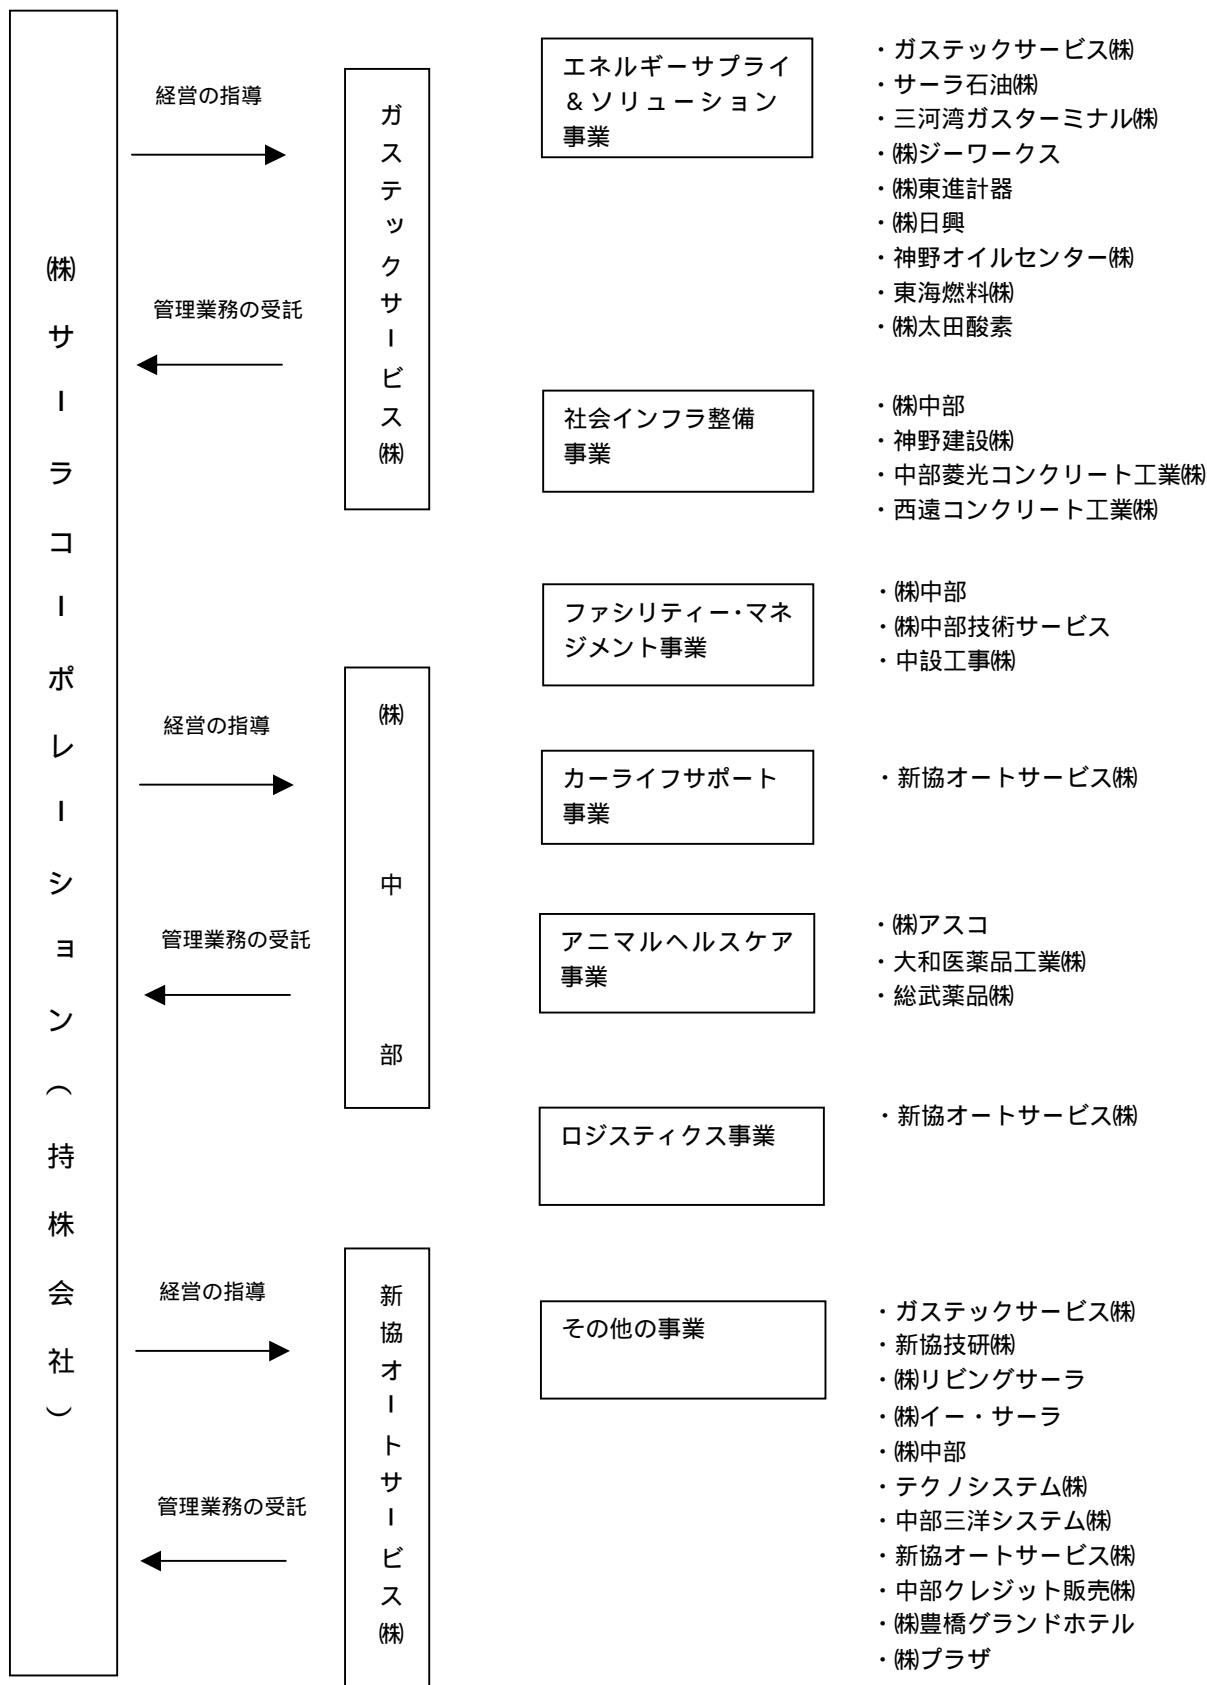 ㈱サーラコーポレーション（持株会社）
経営の指導
管理業務の受託
ガステックサービス㈱
経営の指導
管理業務の受託
㈱中部
経営の指導
管理業務の受託
新協オートサービス㈱
エネルギーサプライ
＆ソリューション
事業
・ガステックサービス㈱
・サーラ石油㈱
・三河湾ガスターミナル㈱
・㈱ジーワークス
・㈱東進計器
・㈱日興
・神野オイルセンター㈱
・東海燃料㈱
・㈱太田酸素
社会インフラ整備
事業
・㈱中部
・神野建設㈱
・中部菱光コンクリート工業㈱
・西遠コンクリート工業㈱
ファシリティー・マネ
ジメント事業
・㈱中部
・㈱中部技術サービス
・中設工事㈱
カーライフサポート
事業
・新協オートサービス㈱
アニマルヘルスケア
事業
・㈱アスコ
・大和医薬品工業㈱
・総武薬品㈱
ロジスティクス事業
・新協オートサービス㈱
その他の事業
・ガステックサービス㈱
・新協技研㈱
・㈱リビングサーラ
・㈱イー・サーラ
・㈱中部
・テクノシステム㈱
・中部三洋システム㈱
・新協オートサービス㈱
・中部クレジット販売㈱
・㈱豊橋グランドホテル
・㈱プラザ